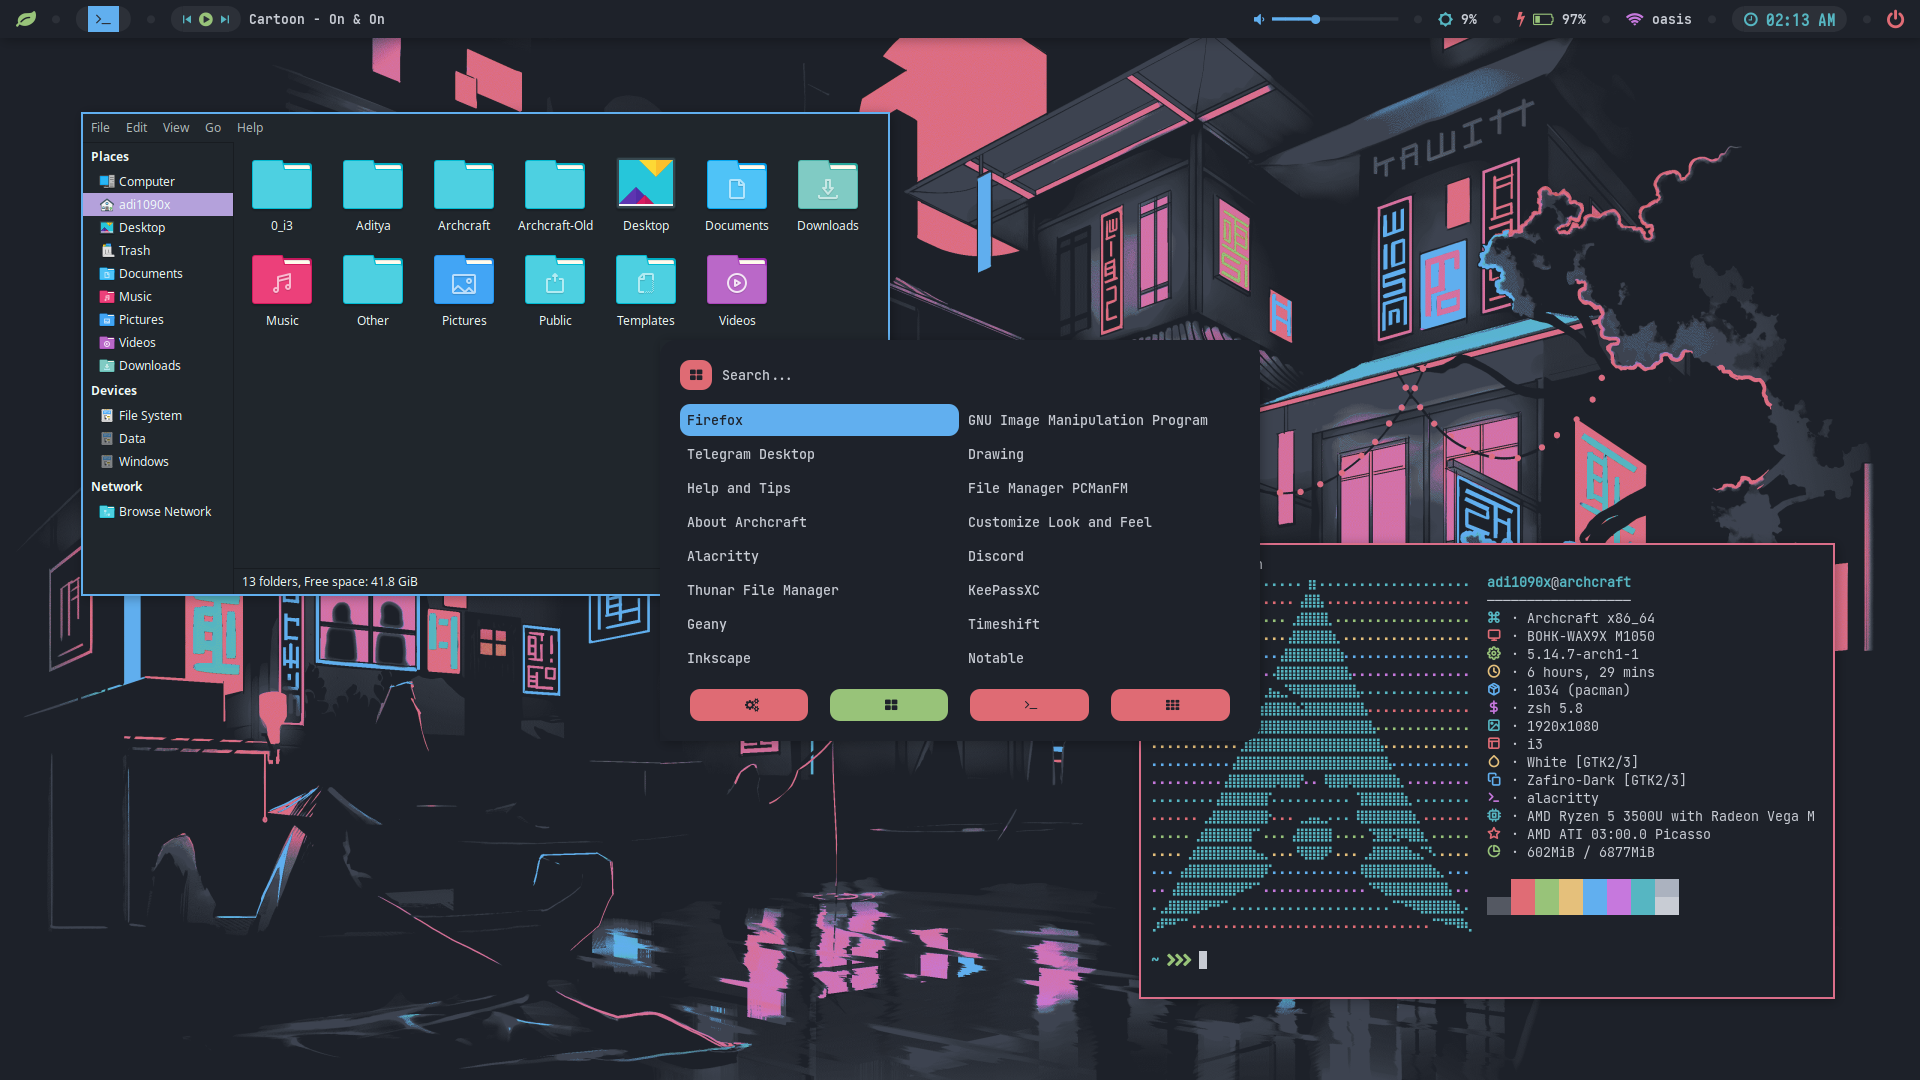 Cartoon - On & On
9%
97%
oasis
02:13 AM
File Edit View Go Help
Places
Computer
adi1090x
Desktop
Trash
Documents
Music
Pictures
Videos
Downloads
Devices
File System
Data
Windows
Network
Browse Network
0_i3
Aditya
Archcraft
Archcraft-Old
Desktop
Documents
Downloads
Music
Other
Pictures
Public
Templates
Videos
13 folders, Free space: 41.8 GiB
Search...
Firefox
GNU Image Manipulation Program
Telegram Desktop
Drawing
Help and Tips
File Manager PCManFM
About Archcraft
Customize Look and Feel
Alacritty
Discord
Thunar File Manager
KeePassXC
Geany
Timeshift
Inkscape
Notable
adi1090x@archcraft
· Archcraft x86_64
· BOHK-WAX9X M1050
· 5.14.7-arch1-1
· 6 hours, 29 mins
· 1034 (pacman)
· zsh 5.8
· 1920x1080
· i3
· White [GTK2/3]
· Zafiro-Dark [GTK2/3]
· alacritty
· AMD Ryzen 5 3500U with Radeon Vega M
· AMD ATI 03:00.0 Picasso
· 602MiB / 6877MiB
~